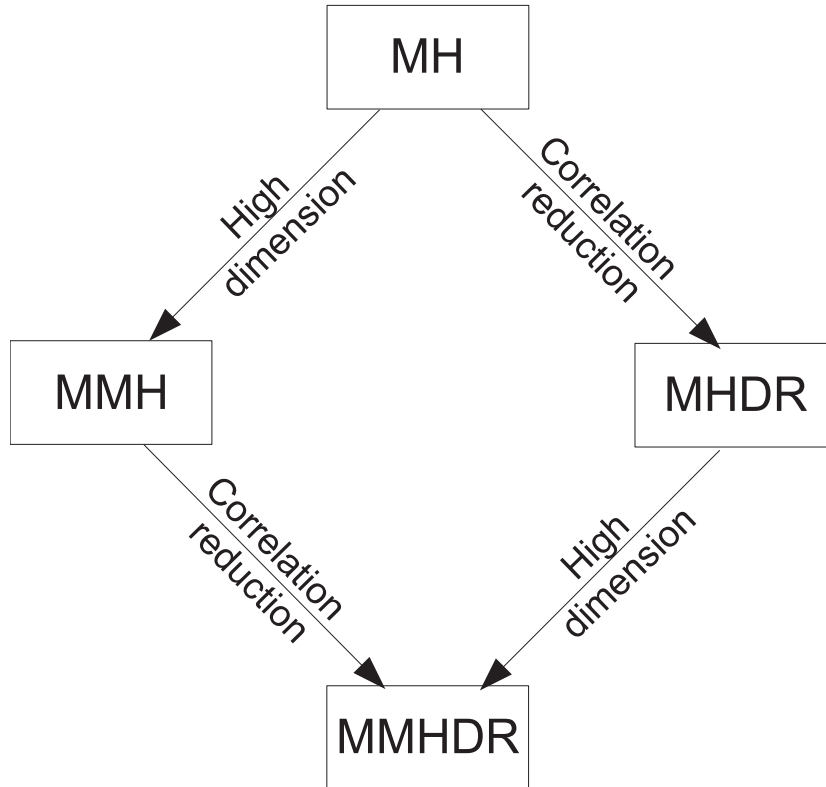 MH
High
dimension
Correlation
reduction
MMH
MHDR
Correlation
reduction
High
dimension
MMHDR